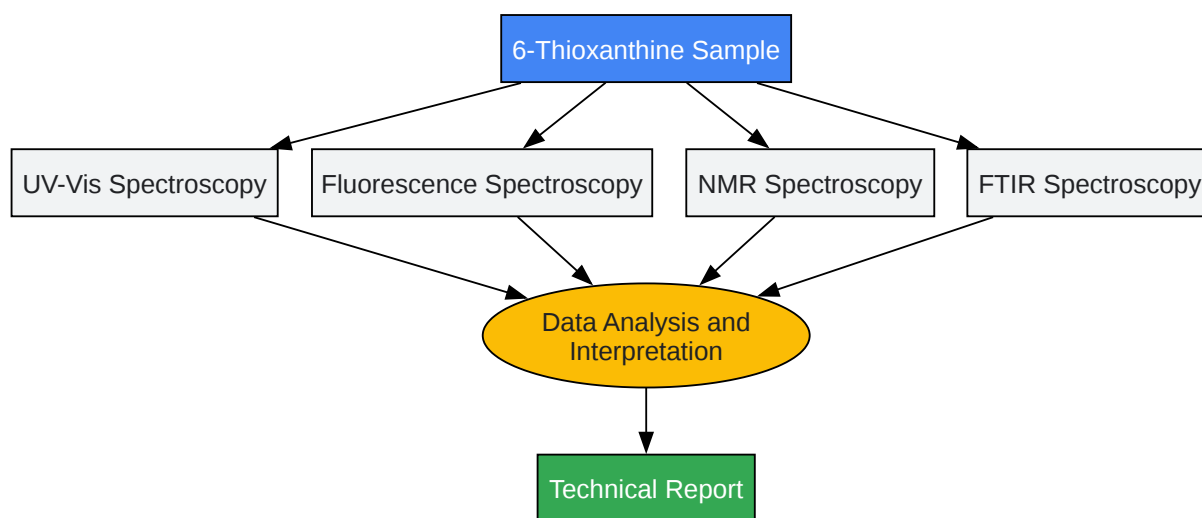 6-Thioxanthine Sample
UV-Vis Spectroscopy
Fluorescence Spectroscopy
NMR Spectroscopy
FTIR Spectroscopy
Data Analysis and
Interpretation
Technical Report